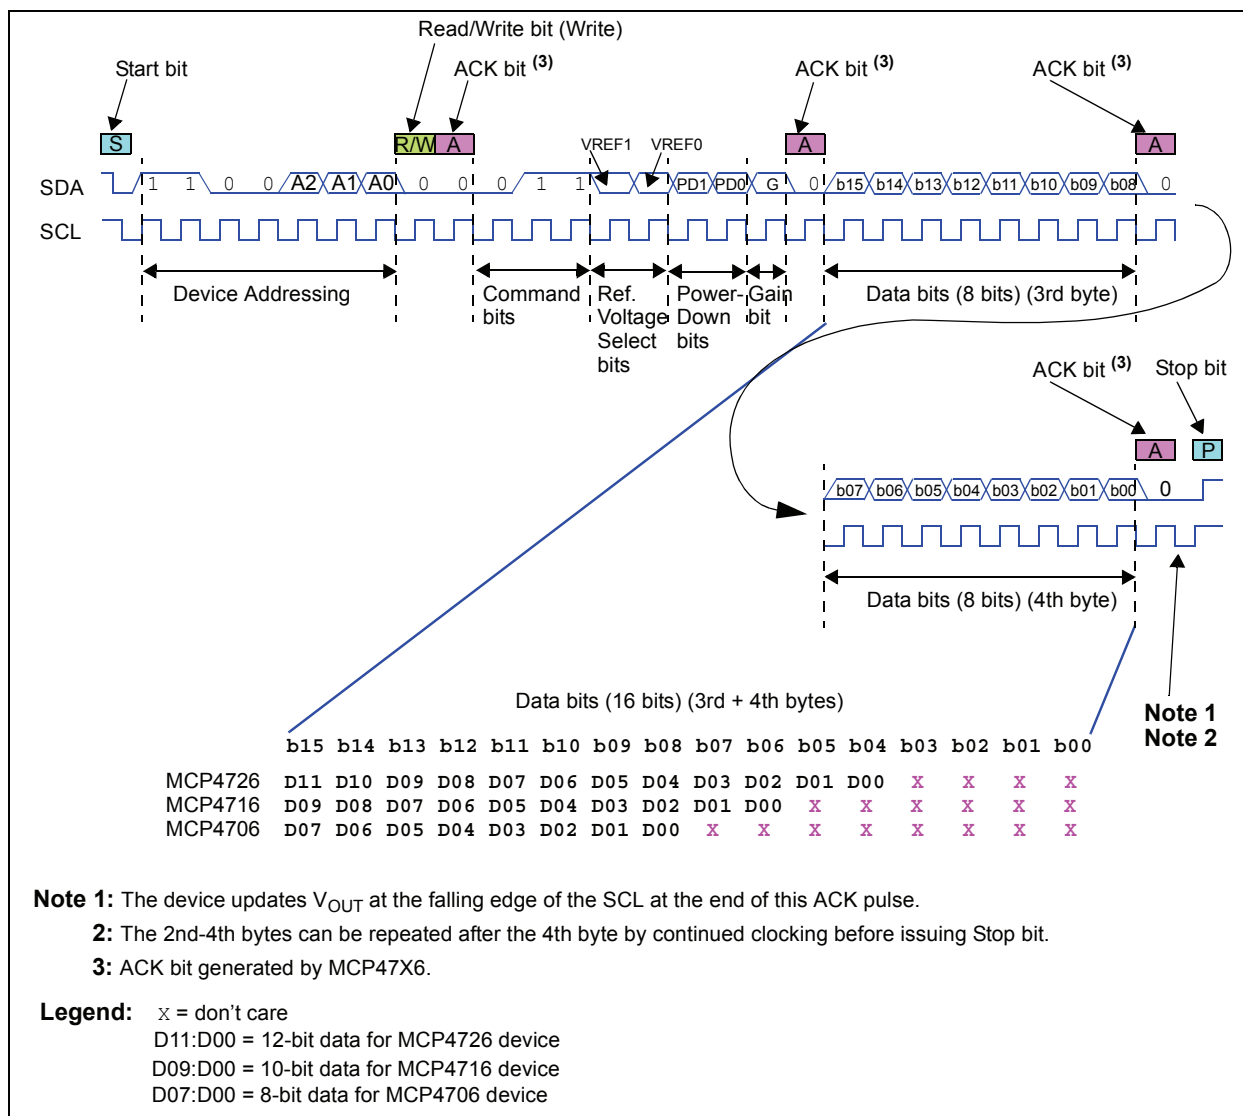 Read/Write bit (Write)
Start bit
ACK bit (3)
ACK bit (3)
ACK bit (3)
S
R/W
A
A
A
VREF1
VREF0
SDA
1 1 0 0 A2 A1 A0 0 0 0 1 1 PD1 PD0 G 0 b15 b14 b13 b12 b11 b10 b09 b08 0
SCL
Device Addressing
Command
bits
Ref.
Voltage
Select
bits
Power-
Down
bits
Gain
bit
Data bits (8 bits) (3rd byte)
ACK bit (3)
Stop bit
A
P
b07 b06 b05 b04 b03 b02 b01 b00 0
Data bits (8 bits) (4th byte)
Note 1
Note 2
Data bits (16 bits) (3rd + 4th bytes)
b15 b14 b13 b12 b11 b10 b09 b08 b07 b06 b05 b04 b03 b02 b01 b00
MCP4726 D11 D10 D09 D08 D07 D06 D05 D04 D03 D02 D01 D00 X X X X
MCP4716 D09 D08 D07 D06 D05 D04 D03 D02 D01 D00 X X X X X X
MCP4706 D07 D06 D05 D04 D03 D02 D01 D00 X X X X X X X X
Note 1: The device updates VOUT at the falling edge of the SCL at the end of this ACK pulse.
2: The 2nd-4th bytes can be repeated after the 4th byte by continued clocking before issuing Stop bit.
3: ACK bit generated by MCP47X6.
Legend: X = don't care
D11:D00 = 12-bit data for MCP4726 device
D09:D00 = 10-bit data for MCP4716 device
D07:D00 = 8-bit data for MCP4706 device